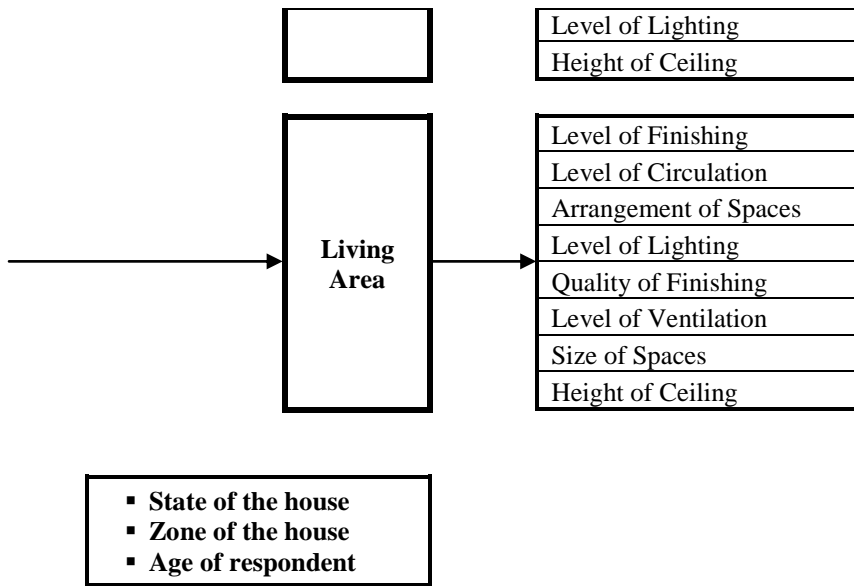 Level of Lighting
Height of Ceiling
Level of Finishing
Level of Circulation
Arrangement of Spaces
Living
Area
Level of Lighting
Quality of Finishing
Level of Ventilation
Size of Spaces
Height of Ceiling
▪ State of the house
▪ Zone of the house
▪ Age of respondent